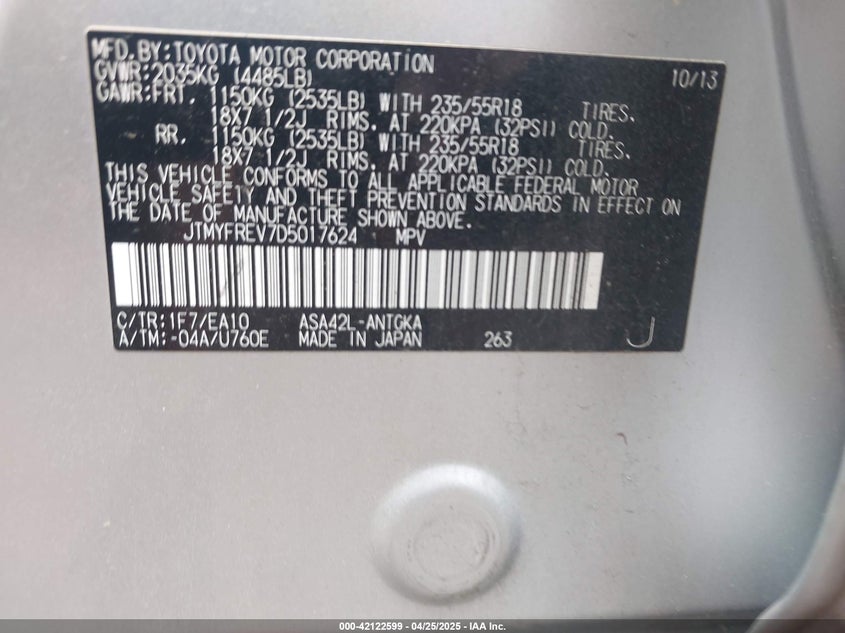 MFD. BY: TOYOTA MOTOR CORPORATION 10/13
GVWR: 2035KG (4485LB)
GAWR: FRT. 1150KG (2535LB) WITH 235/55R18 TIRES.
18X7 1/2J RIMS. AT 220KPA (32PSI) COLD.
RR. 1150KG (2535LB) WITH 235/55R18 TIRES.
18X7 1/2J RIMS. AT 220KPA (32PSI) COLD.
THIS VEHICLE CONFORMS TO ALL APPLICABLE FEDERAL MOTOR
VEHICLE SAFETY AND THEFT PREVENTION STANDARDS IN EFFECT ON
THE DATE OF MANUFACTURE SHOWN ABOVE.
JTMYFREV7D5017624 MPV
C/TR: 1F7/EA10 ASA42L-ANTGKA
A/TM: -04A/U760E MADE IN JAPAN 263 J
000-42122599 - 04/25/2025 - IAA Inc.